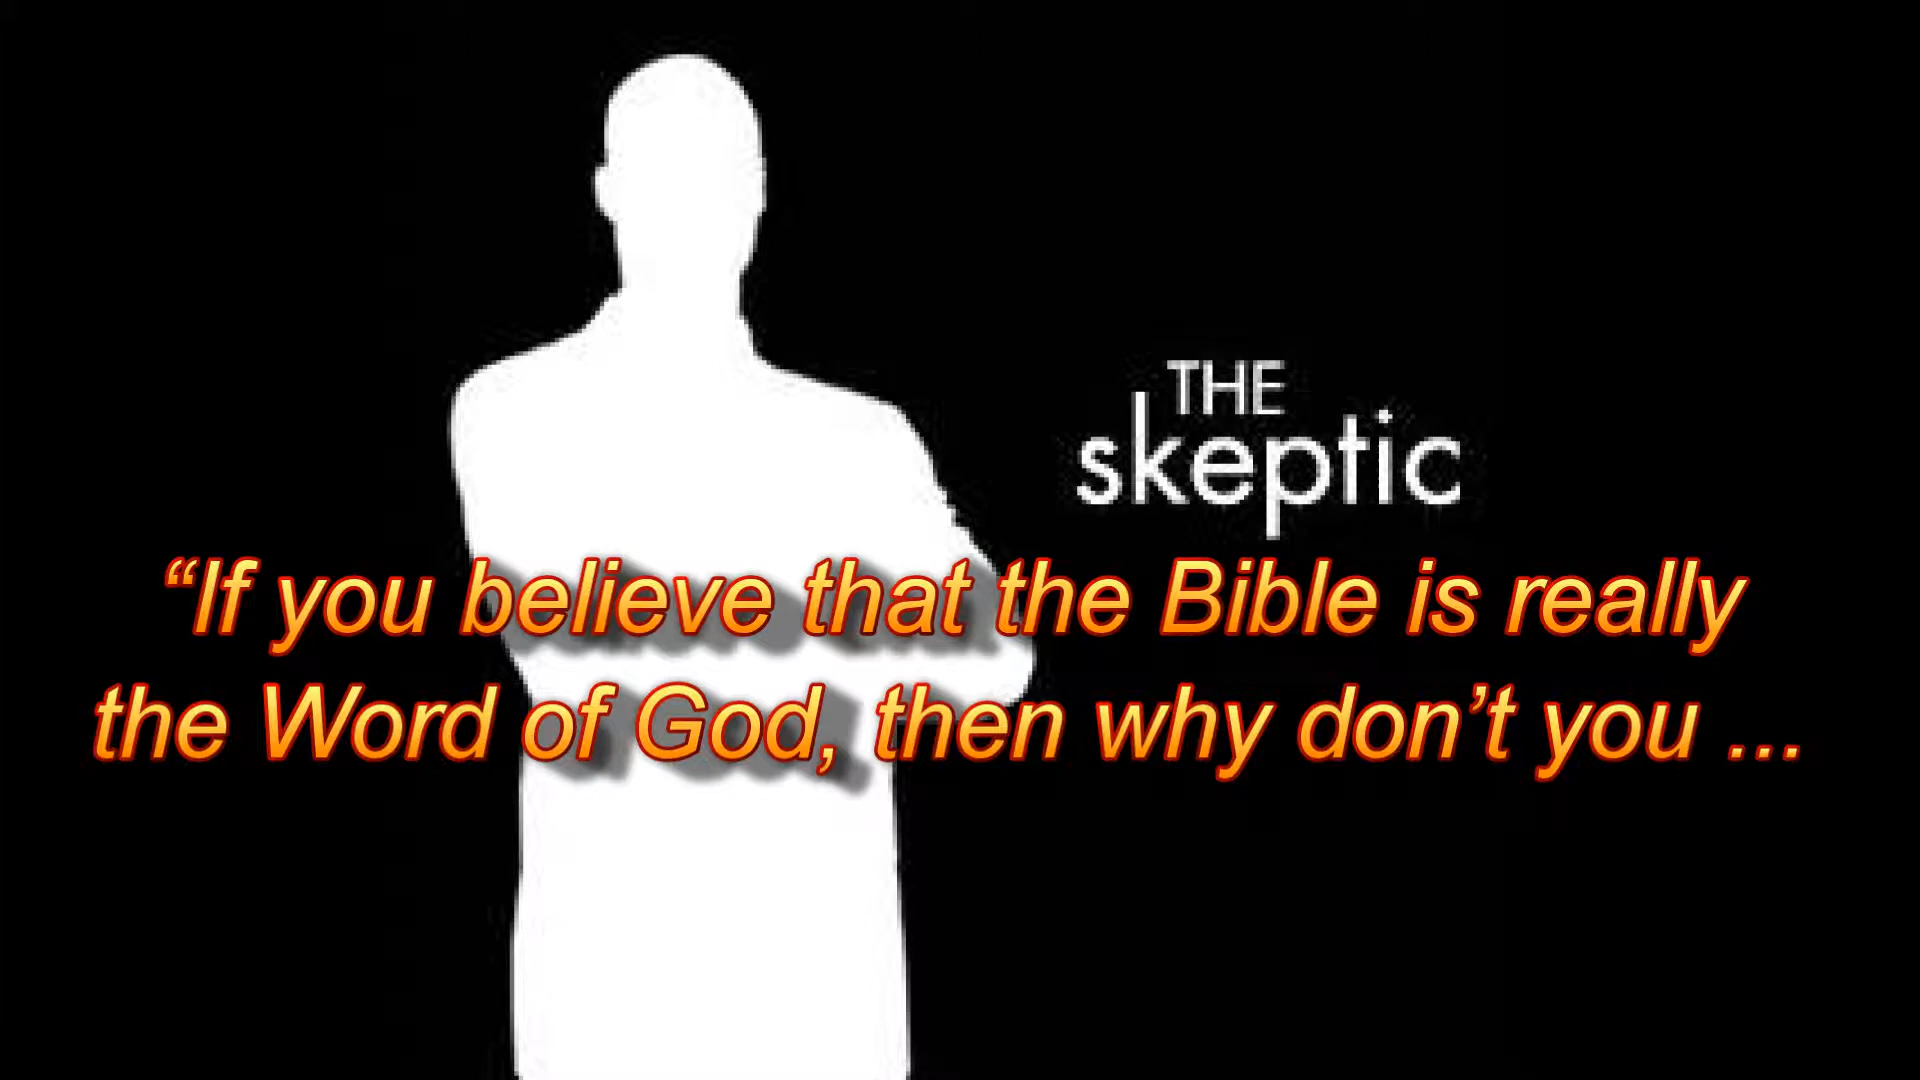 THE
skeptic
“If you believe that the Bible is really
the Word of God, then why don’t you ...